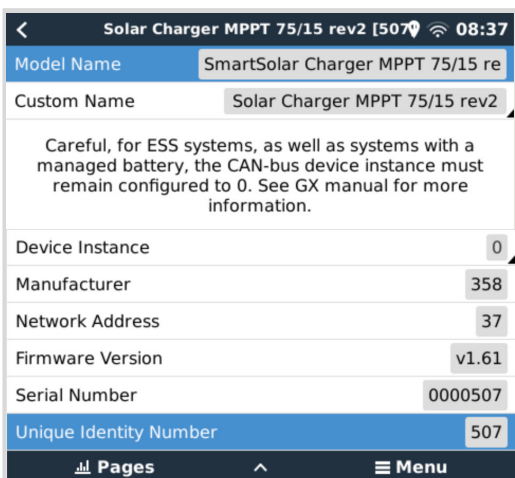 Solar Charger MPPT 75/15 rev2 [507 08:37
Model Name SmartSolar Charger MPPT 75/15 re
Custom Name Solar Charger MPPT 75/15 rev2
Careful, for ESS systems, as well as systems with a
managed battery, the CAN-bus device instance must
remain configured to 0. See GX manual for more
information.
Device Instance 0
Manufacturer 358
Network Address 37
Firmware Version v1.61
Serial Number 0000507
Unique Identity Number 507
Pages Menu